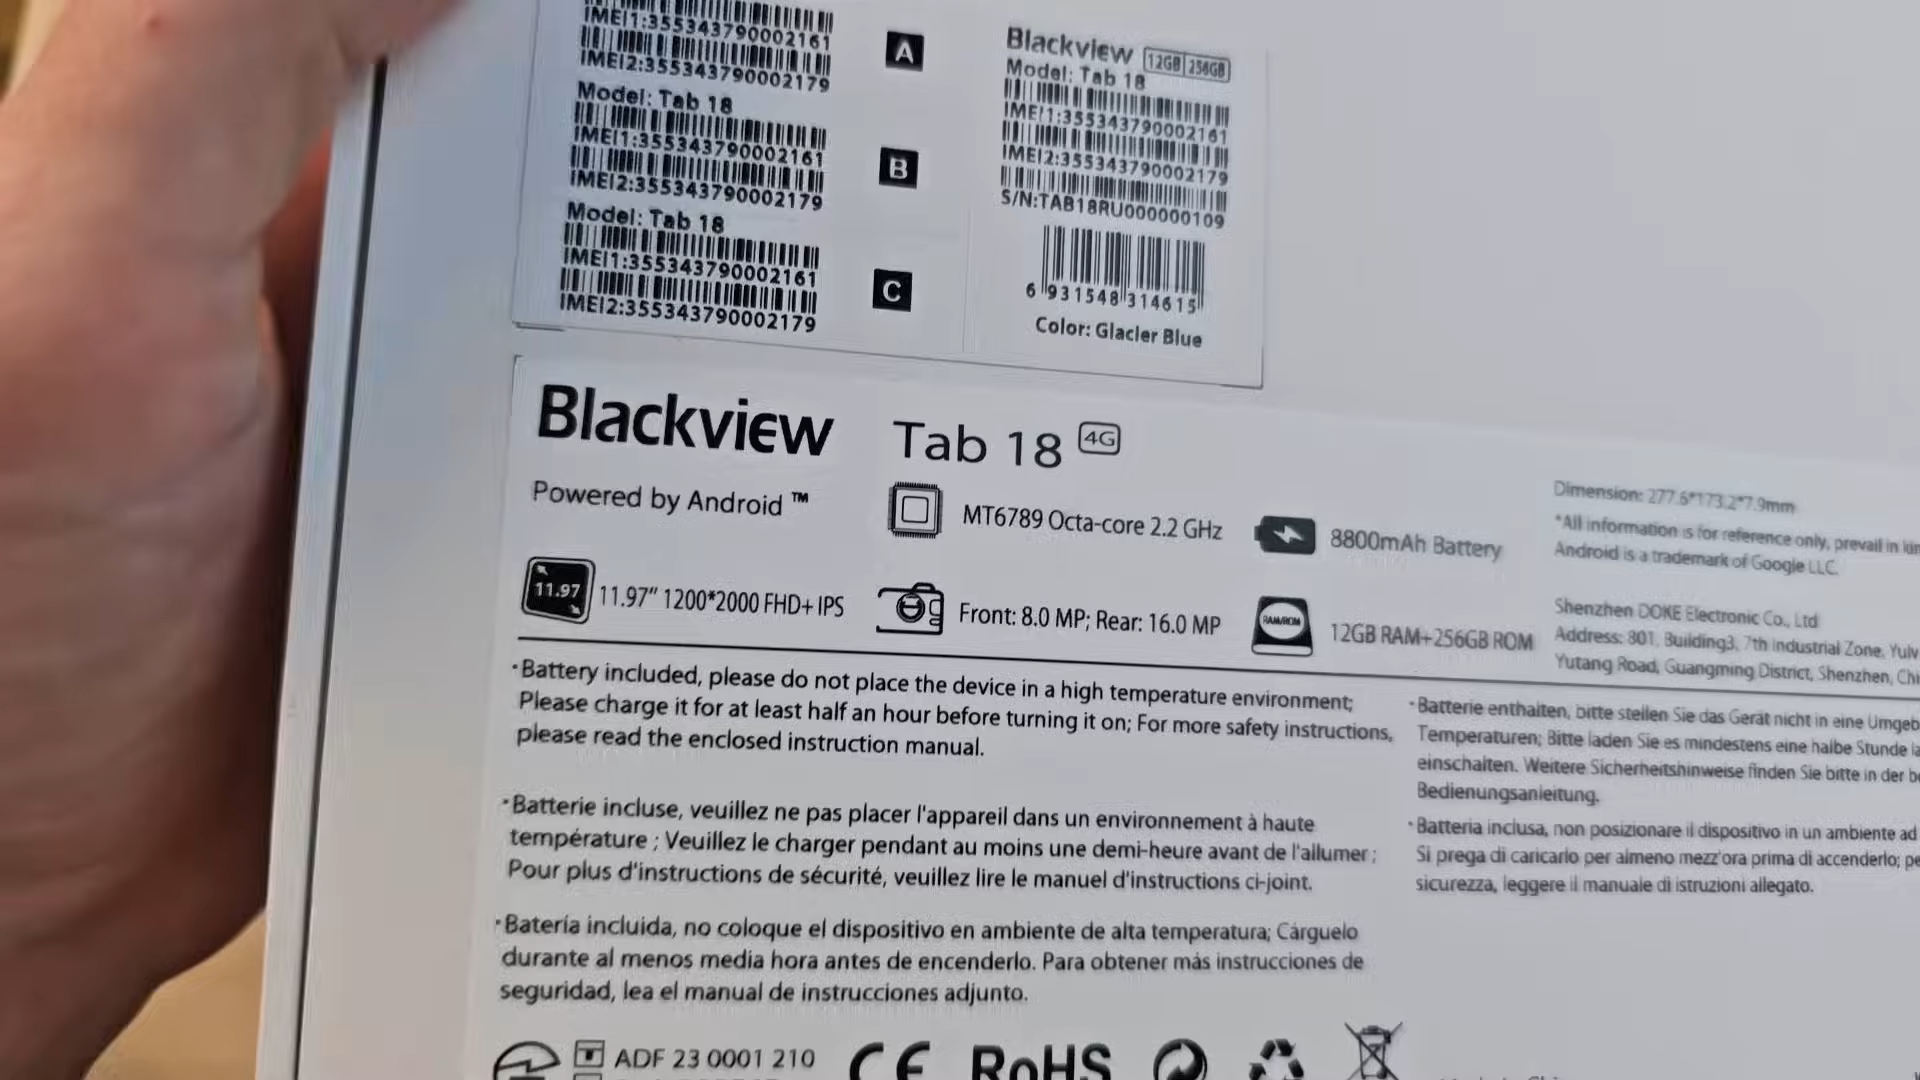 IMEI1:355343790002161
IMEI2:355343790002179
A
Model: Tab 18
IMEI1:355343790002161
IMEI2:355343790002179
B
Model: Tab 18
IMEI1:355343790002161
IMEI2:355343790002179
C
Blackview 12GB 256GB
Model: Tab 18
IMEI1:355343790002161
IMEI2:355343790002179
S/N:TAB18RU000000109
6 931548 314615
Color: Glacier Blue
Blackview Tab 18 4G
Powered by Android ™
MT6789 Octa-core 2.2 GHz
8800mAh Battery
11.97 11.97" 1200*2000 FHD+ IPS
Front: 8.0 MP; Rear: 16.0 MP
RAM/ROM 12GB RAM+256GB ROM
Dimension: 277.6*173.2*7.9mm
*All information is for reference only, prevail in
Android is a trademark of Google LLC.
Shenzhen DOKE Electronic Co., Ltd
Address: 801, Building3, 7th Industrial Zone, Yulv
Yutang Road, Guangming District, Shenzhen, Chi
·Battery included, please do not place the device in a high temperature environment;
Please charge it for at least half an hour before turning it on; For more safety instructions,
please read the enclosed instruction manual.
·Batterie incluse, veuillez ne pas placer l'appareil dans un environnement à haute
température ; Veuillez le charger pendant au moins une demi-heure avant de l'allumer ;
Pour plus d'instructions de sécurité, veuillez lire le manuel d'instructions ci-joint.
·Batería incluida, no coloque el dispositivo en ambiente de alta temperatura; Cárguelo
durante al menos media hora antes de encenderlo. Para obtener más instrucciones de
seguridad, lea el manual de instrucciones adjunto.
·Batterie enthalten, bitte stellen Sie das Gerät nicht in eine Umgeb
Temperaturen; Bitte laden Sie es mindestens eine halbe Stunde la
einschalten. Weitere Sicherheitshinweise finden Sie bitte in der be
Bedienungsanleitung.
·Batteria inclusa, non posizionare il dispositivo in un ambiente ad
Si prega di caricarlo per almeno mezz'ora prima di accenderlo; pe
sicurezza, leggere il manuale di istruzioni allegato.
ADF 23 0001 210
CE RoHS